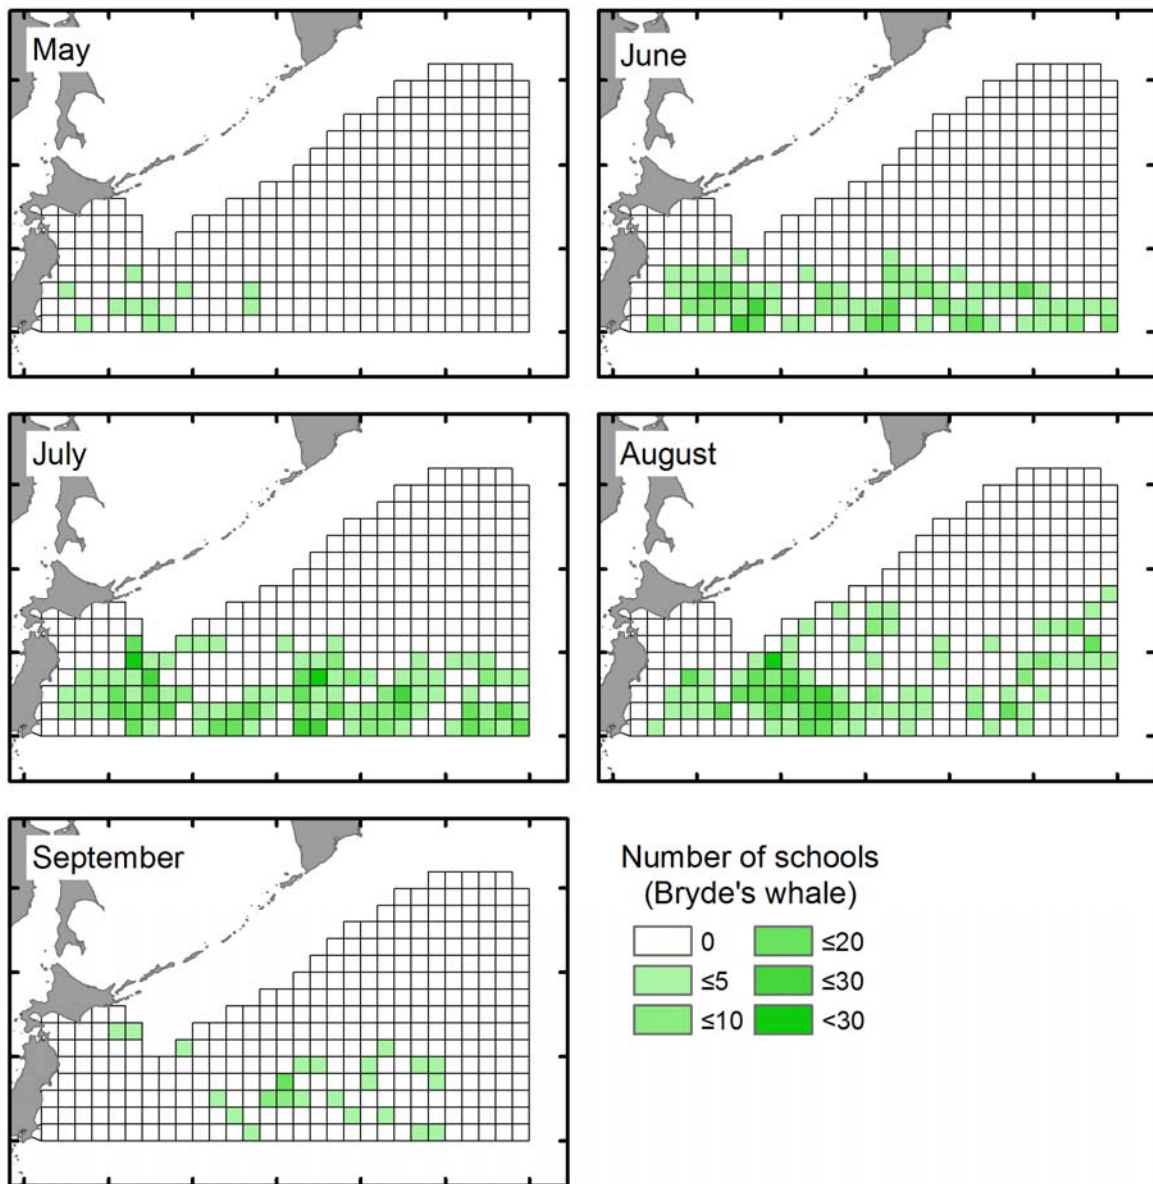 May
June
July
August
September
Number of schools
(Bryde's whale)
0
≤20
≤5
≤30
≤10
<30